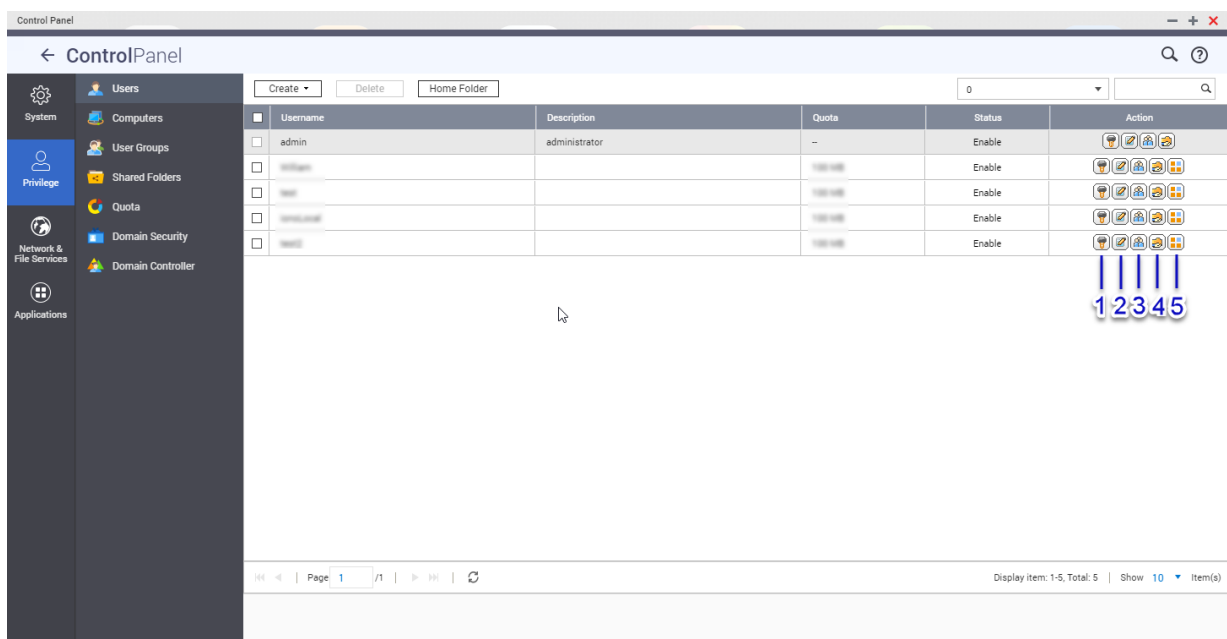 Control Panel
ControlPanel
System
Privilege
Network &
File Services
Applications
Users
Computers
User Groups
Shared Folders
Quota
Domain Security
Domain Controller
Create Delete Home Folder 0
Username Description Quota Status Action
admin administrator -- Enable
Enable
Enable
Enable
Enable
1 2 3 4 5
Page 1 /1 Display item: 1-5, Total: 5 | Show 10 Item(s)